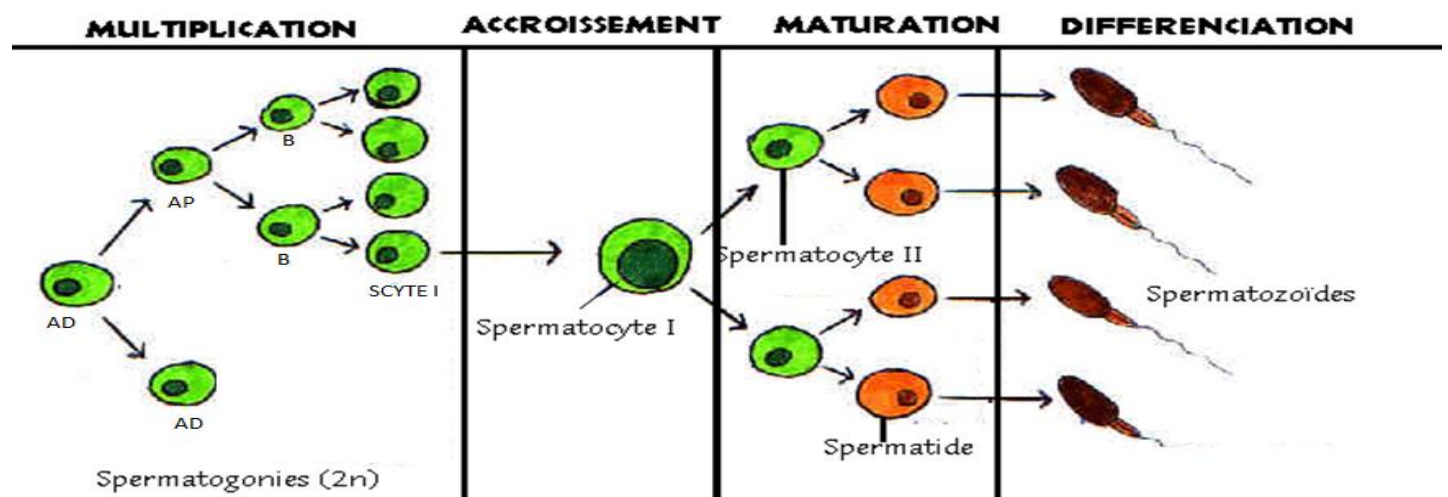 MULTIPLICATION
ACCROISSEMENT
MATURATION
DIFFERENCIATION
B
AP
B
SCYTE I
AD
AD
Spermatogonies (2n)
Spermatocyte I
Spermatocyte II
Spermatide
Spermatozoïdes